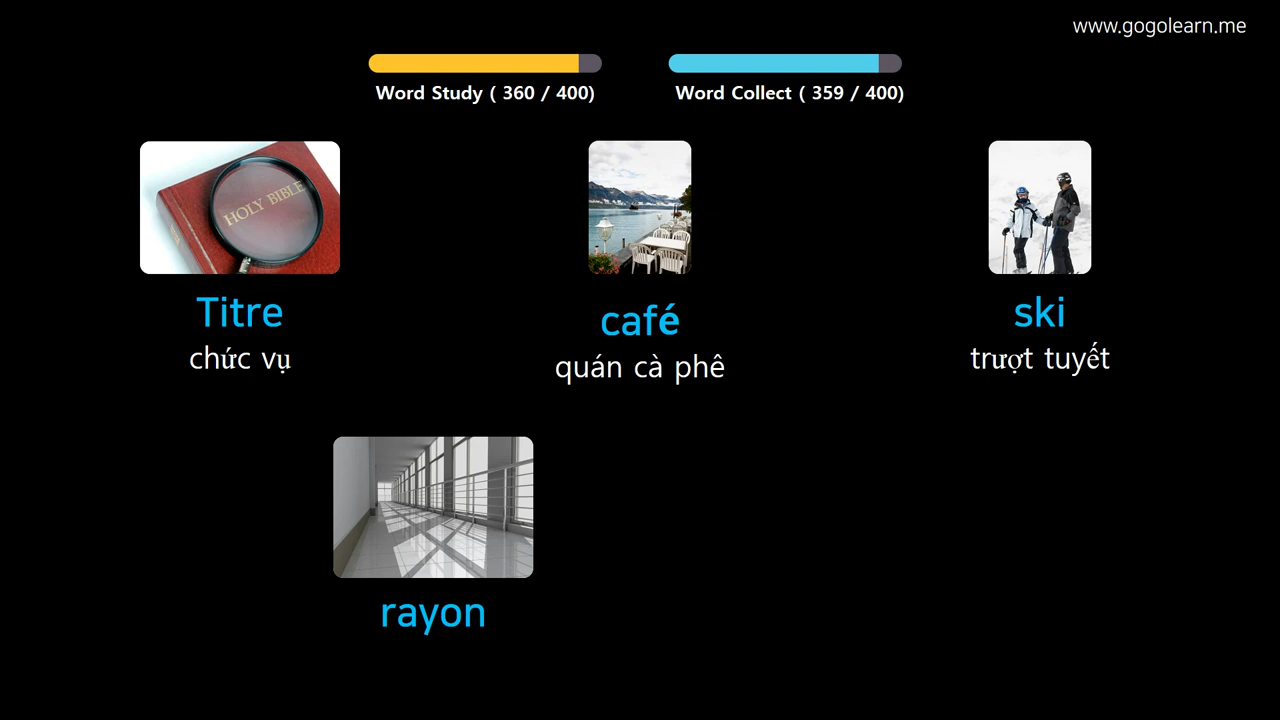 www.gogolearn.me
Word Study ( 360 / 400)
Word Collect ( 359 / 400)
HOLY BIBLE
Titre
café
ski
chức vụ
quán cà phê
trượt tuyết
rayon